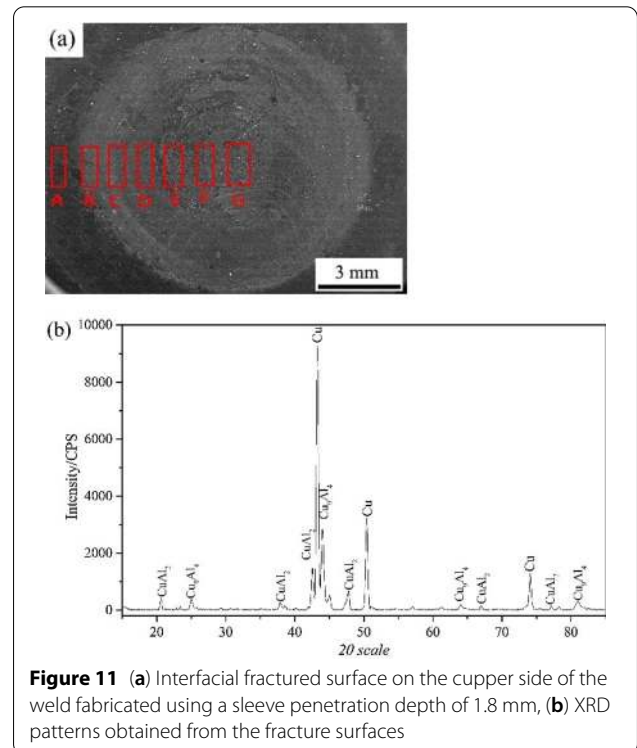 (a)
A B C D E F G
3 mm
(b)
10000
8000
6000
4000
2000
0
Intensity/CPS
CuAl2
Cu9Al4
CuAl2
CuAl2
Cu
Cu9Al4
CuAl2
Cu
Cu9Al4
CuAl2
Cu
CuAl2
Cu9Al4
20 30 40 50 60 70 80
2θ scale
Figure 11 (a) Interfacial fractured surface on the cupper side of the
weld fabricated using a sleeve penetration depth of 1.8 mm, (b) XRD
patterns obtained from the fracture surfaces